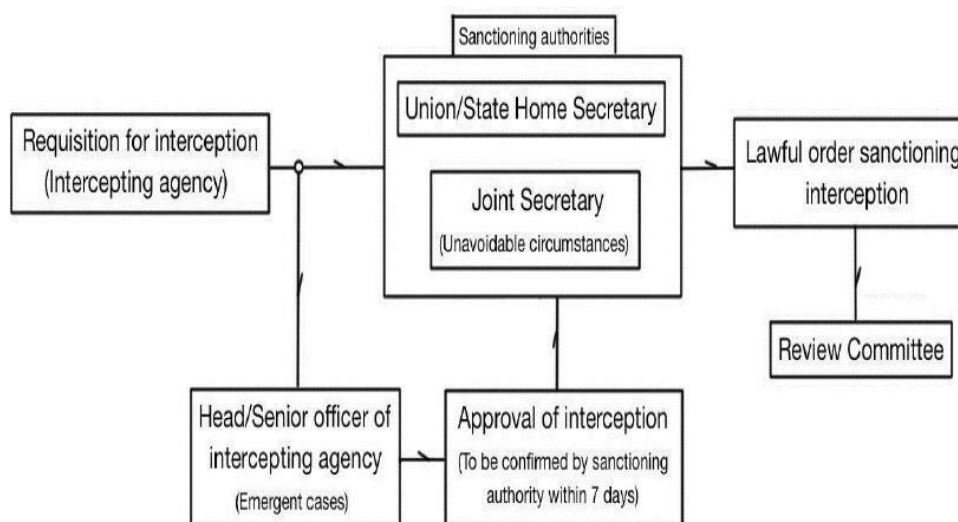 Sanctioning authorities
Union/State Home Secretary
Requisition for interception
(Intercepting agency)
Joint Secretary
(Unavoidable circumstances)
Lawful order sanctioning
interception
Review Committee
Head/Senior officer of
intercepting agency
(Emergent cases)
Approval of interception
(To be confirmed by sanctioning
authority within 7 days)